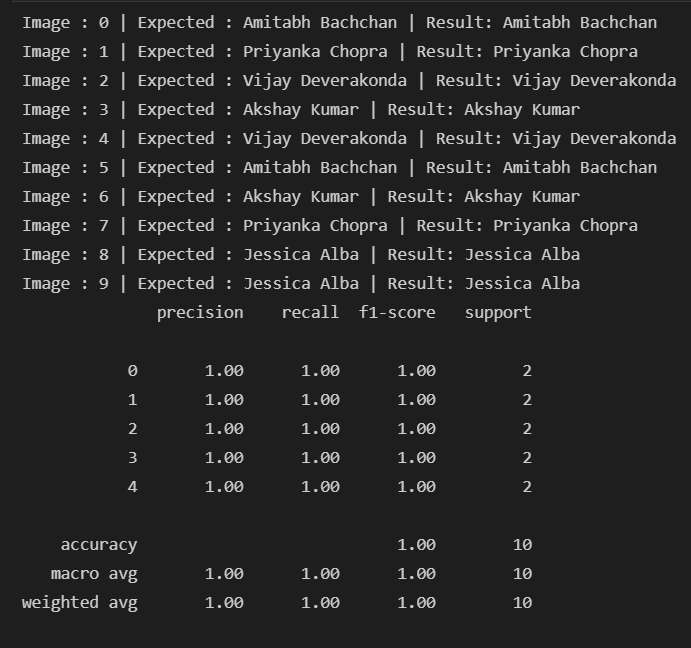 Image : 0 | Expected : Amitabh Bachchan | Result: Amitabh Bachchan
Image : 1 | Expected : Priyanka Chopra | Result: Priyanka Chopra
Image : 2 | Expected : Vijay Deverakonda | Result: Vijay Deverakonda
Image : 3 | Expected : Akshay Kumar | Result: Akshay Kumar
Image : 4 | Expected : Vijay Deverakonda | Result: Vijay Deverakonda
Image : 5 | Expected : Amitabh Bachchan | Result: Amitabh Bachchan
Image : 6 | Expected : Akshay Kumar | Result: Akshay Kumar
Image : 7 | Expected : Priyanka Chopra | Result: Priyanka Chopra
Image : 8 | Expected : Jessica Alba | Result: Jessica Alba
Image : 9 | Expected : Jessica Alba | Result: Jessica Alba
precision recall f1-score support
0 1.00 1.00 1.00 2
1 1.00 1.00 1.00 2
2 1.00 1.00 1.00 2
3 1.00 1.00 1.00 2
4 1.00 1.00 1.00 2
accuracy 1.00 10
macro avg 1.00 1.00 1.00 10
weighted avg 1.00 1.00 1.00 10